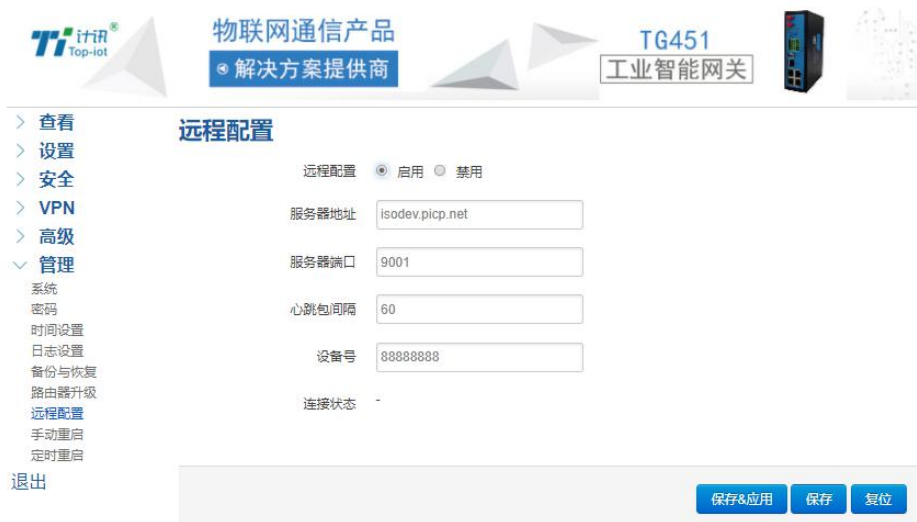 计讯®
Top-iot
物联网通信产品
解决方案提供商
TG451
工业智能网关
查看
设置
安全
VPN
高级
管理
系统
密码
时间设置
日志设置
备份与恢复
路由器升级
远程配置
手动重启
定时重启
退出
远程配置
远程配置 启用 禁用
服务器地址 isodev.picp.net
服务器端口 9001
心跳包间隔 60
设备号 88888888
连接状态 -
保存&应用 保存 复位